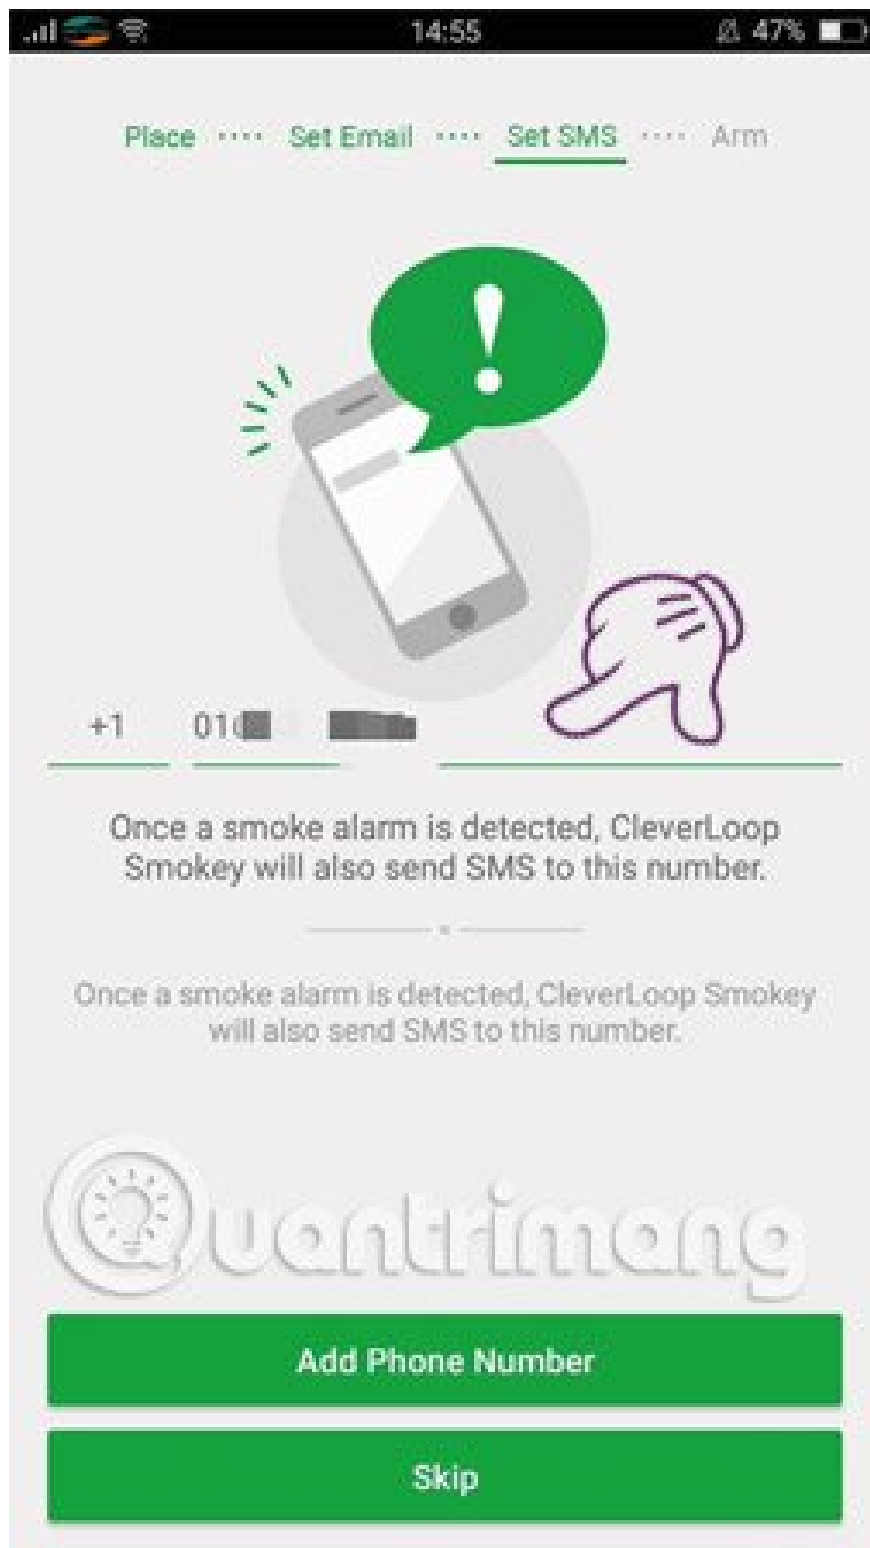 14:55 47%
Place Set Email Set SMS Arm
!
+1 01
Once a smoke alarm is detected, CleverLoop
Smokey will also send SMS to this number.
Once a smoke alarm is detected, CleverLoop Smokey
will also send SMS to this number.
Quantrimang
Add Phone Number
Skip